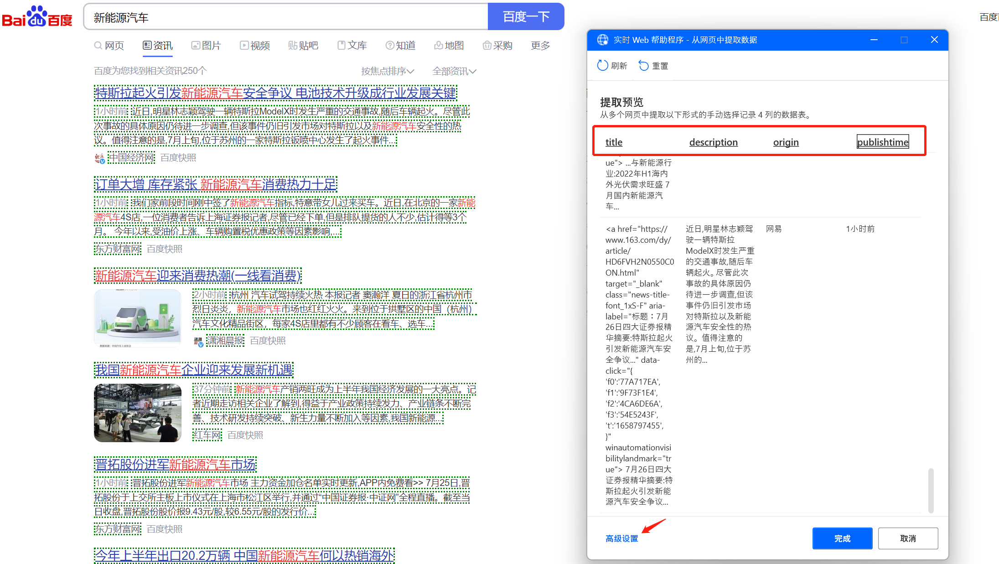 Bai du 百度
新能源汽车
百度一下
百度
网页 资讯 图片 视频 贴吧 文库 知道 地图 采购 更多
百度为您找到相关资讯250个
按焦点排序 全部资讯
特斯拉起火引发新能源汽车安全争议 电池技术升级成行业发展关键
1小时前 近日,明星林志颖驾驶一辆特斯拉ModelX时发生严重的交通事故,随后车辆起火。尽管此
次事故的具体原因仍待进一步调查,但该事件仍旧引发市场对特斯拉以及新能源汽车安全性的热
议。值得注意的是,7月上旬,位于苏州的一家特斯拉钣喷中心发生了起火事件...
中国经济网 百度快照
订单大增 库存紧张 新能源汽车消费热力十足
1小时前 我们家前段时间刚中签了新能源汽车指标,特意带女儿过来买车。近日,在北京的一家新能
源汽车4S店,一位消费者告诉上海证券报记者,尽管已经下单,但是排队提货的人不少,估计得等3个
月。 今年以来,受油价上涨、车辆购置税优惠政策等因素影响,...
东方财富网 百度快照
新能源汽车迎来消费热潮(一线看消费)
2小时前 杭州 汽车试驾持续火热 本报记者 窦瀚洋 夏日的浙江省杭州市
烈日炎炎，新能源汽车市场也红红火火。来到位于拱墅区的中国（杭州）
汽车文化精品街区，每家4S店里都有不少顾客在看车、选车...
潇湘晨报 百度快照
我国新能源汽车企业迎来发展新机遇
37分钟前 新能源汽车产销两旺成为上半年我国经济发展的一大亮点。记
者近期走访相关企业了解到,得益于产业政策持续发力、产业链条不断完
善、技术研发持续突破、新生力量不断加入等因素,我国新能源...
红车网 百度快照
晋拓股份进军新能源汽车市场
1小时前 晋拓股份进军新能源汽车市场 主力资金加仓名单实时更新,APP内免费看>> 7月25日,晋
拓股份于上交所主板上市仪式在上海市松江区举行,并通过“中国证券报·中证网”全程直播。截至当
日收盘,晋拓股份股价报9.43元/股,较6.55元/股的发行价...
东方财富网 百度快照
今年上半年出口20.2万辆 中国新能源汽车何以热销海外
实时 Web 帮助程序 - 从网页中提取数据
刷新 重置
提取预览
从多个网页中提取以下形式的手动选择记录 4 列的数据表。
title description origin publishtime
ue"> ...与新能源行
业:2022年H1海内
外光伏需求旺盛 7
月国内新能源汽
车...
<a href="https://
www.163.com/dy/
article/
HD6FVH2N0550C0
ON.html"
target="_blank"
class="news-title-
font_1xS-F" aria-
label="标题：7月
26日四大证券报精
华摘要:特斯拉起火
引发新能源汽车安
全争议..." data-
click="{
'f0':'77A717EA',
'f1':'9F73F1E4',
'f2':'4CA6DE6A',
'f3':'54E5243F',
't':'1658797455',
}"
winautomationvisi
bilitylandmark="tr
ue"> 7月26日四大
证券报精华摘要:特
斯拉起火引发新能
源汽车安全争议...
近日,明星林志颖驾
驶一辆特斯拉
ModelX时发生严重
的交通事故,随后车
辆起火。尽管此次
事故的具体原因仍
待进一步调查,但该
事件仍旧引发市场
对特斯拉以及新能
源汽车安全性的热
议。值得注意的
是,7月上旬,位于苏
州的...
网易
1小时前
高级设置
完成 取消